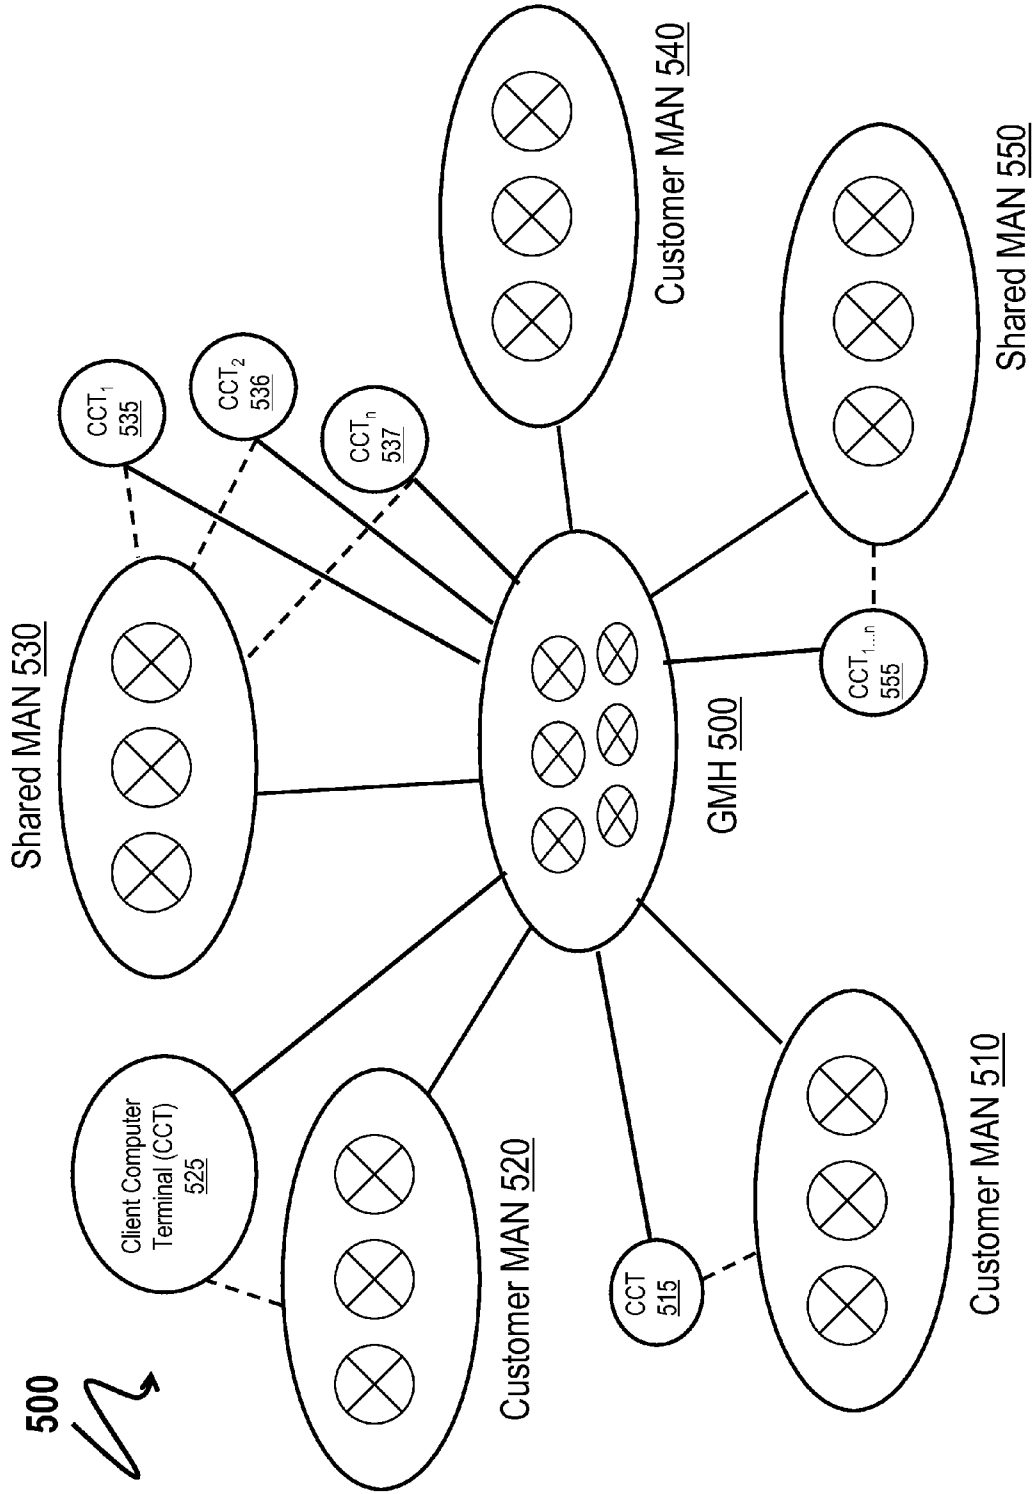 500
Client Computer
Terminal (CCT)
525
Shared MAN 530
CCT₁
535
CCT₂
536
CCTₙ
537
Customer MAN 520
Customer MAN 540
GMH 500
CCT
515
CCT₁…ₙ
555
Customer MAN 510
Shared MAN 550